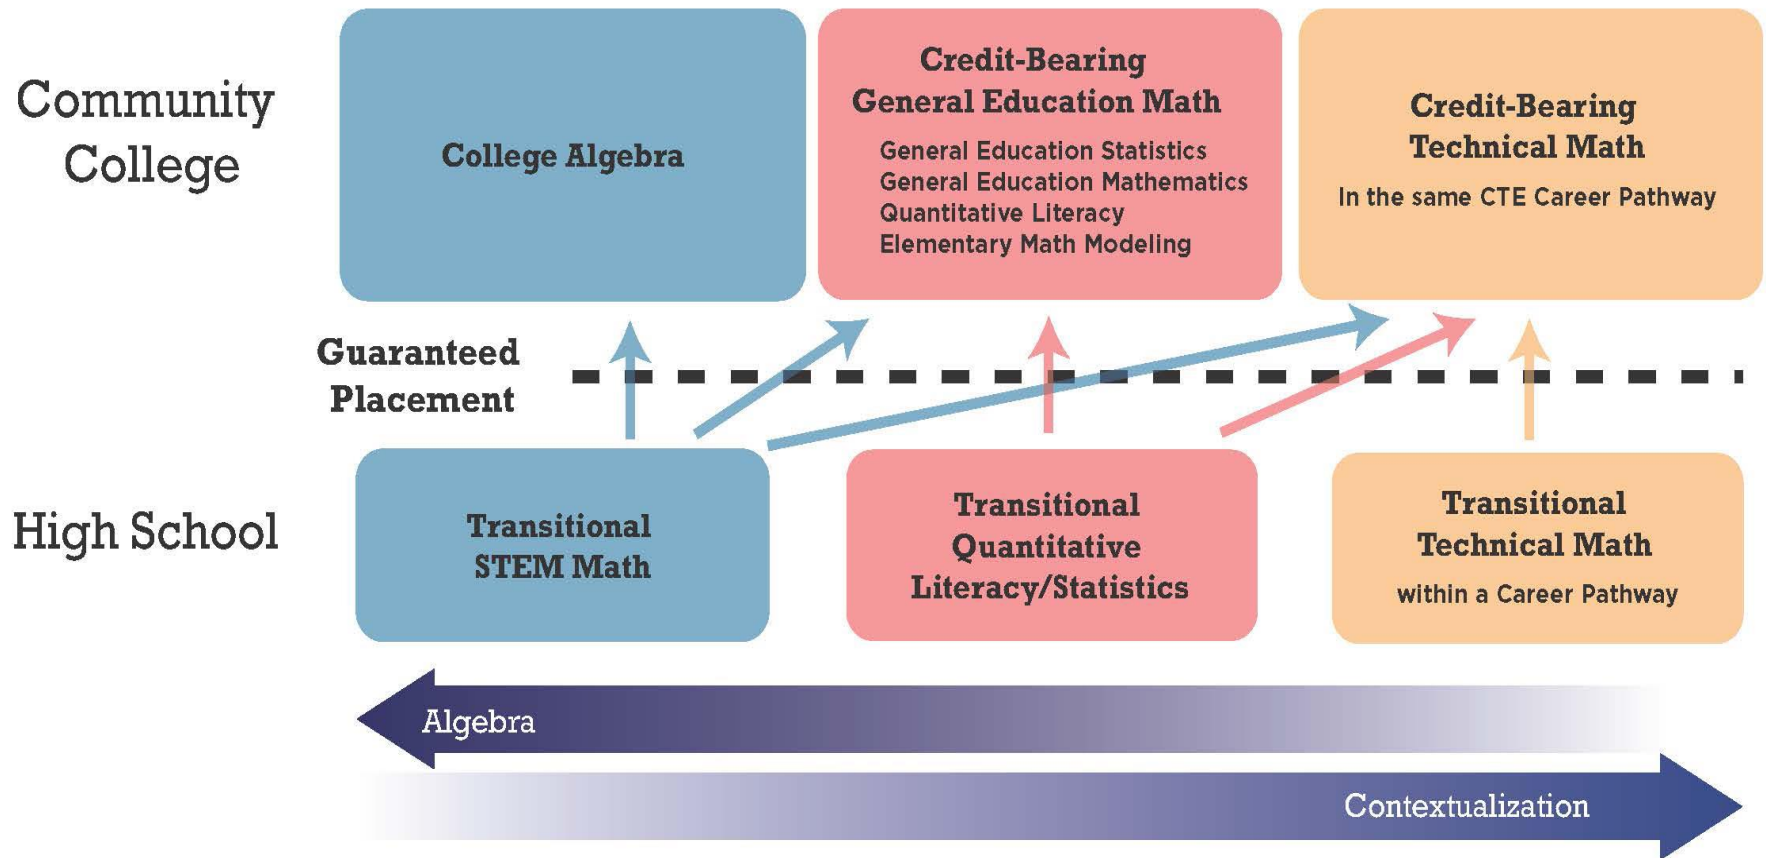 Community
College
College Algebra
Credit-Bearing
General Education Math
General Education Statistics
General Education Mathematics
Quantitative Literacy
Elementary Math Modeling
Credit-Bearing
Technical Math
In the same CTE Career Pathway
Guaranteed
Placement
High School
Transitional
STEM Math
Transitional
Quantitative
Literacy/Statistics
Transitional
Technical Math
within a Career Pathway
Algebra
Contextualization